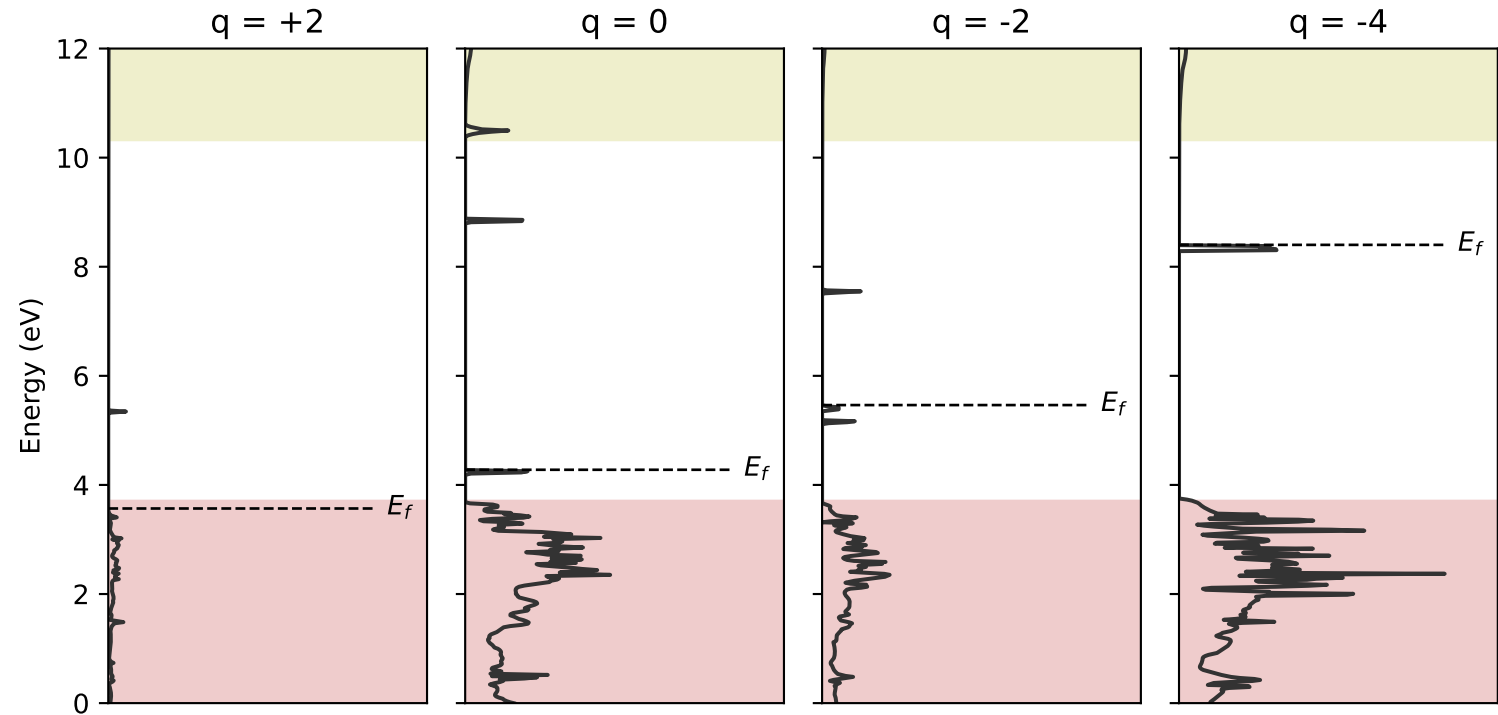 q = +2
q = 0
q = -2
q = -4
Energy (eV)
12
10
8
6
4
2
0
E_f
E_f
E_f
E_f